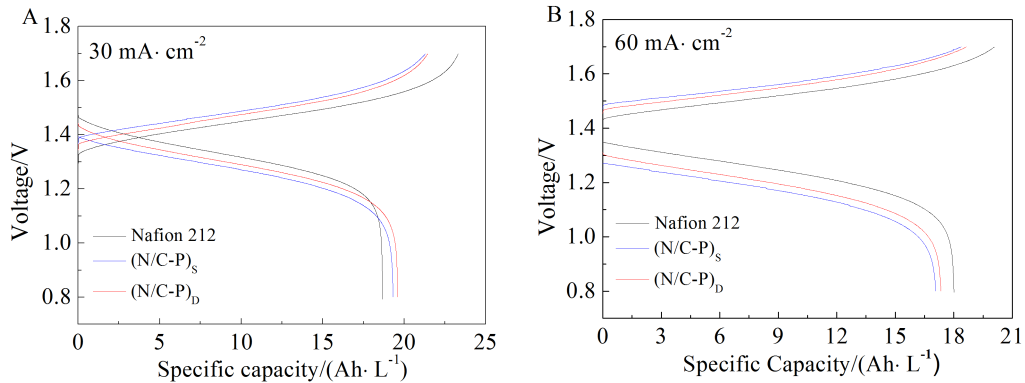 A
30 mA· cm-2
1.8
1.6
1.4
1.2
1.0
0.8
Voltage/V
Nafion 212
(N/C-P)S
(N/C-P)D
0 5 10 15 20 25
Specific capacity/(Ah· L-1)
B
60 mA· cm-2
1.8
1.6
1.4
1.2
1.0
0.8
Voltage/V
Nafion 212
(N/C-P)S
(N/C-P)D
0 3 6 9 12 15 18 21
Specific Capacity/(Ah· L-1)